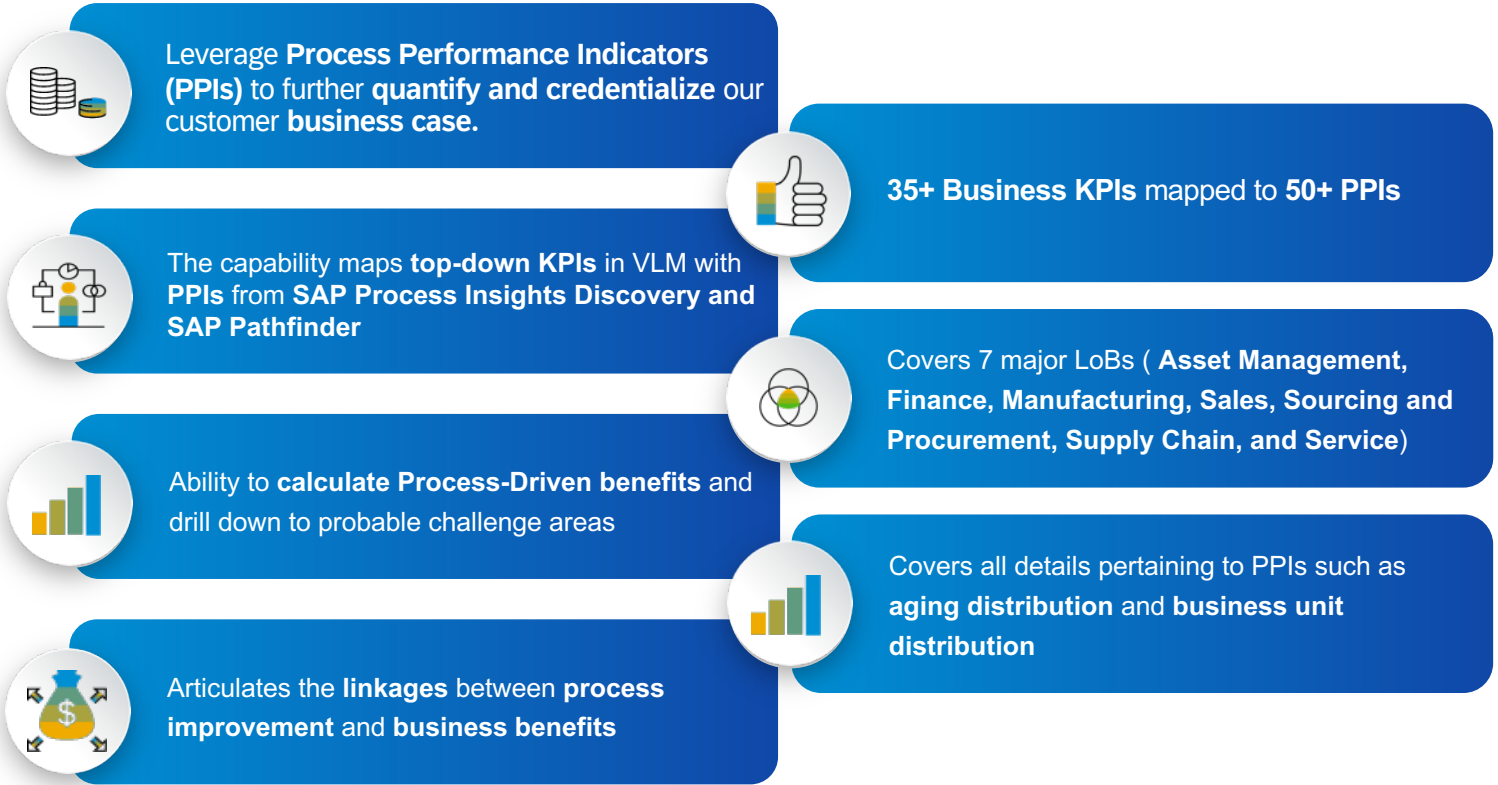 Leverage Process Performance Indicators
(PPIs) to further quantify and credentialize our
customer business case.
The capability maps top-down KPIs in VLM with
PPIs from SAP Process Insights Discovery and
SAP Pathfinder
Ability to calculate Process-Driven benefits and
drill down to probable challenge areas
Articulates the linkages between process
improvement and business benefits
$
35+ Business KPIs mapped to 50+ PPIs
Covers 7 major LoBs ( Asset Management,
Finance, Manufacturing, Sales, Sourcing and
Procurement, Supply Chain, and Service)
Covers all details pertaining to PPIs such as
aging distribution and business unit
distribution